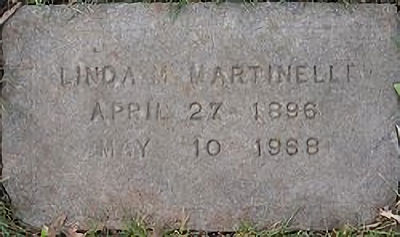 LINDA M MARTINELLI
APRIL 27 1896
MAY 10 1968